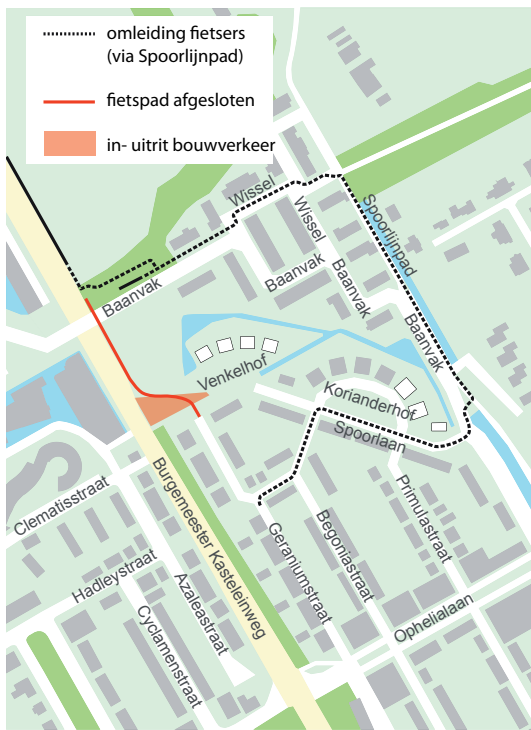 omleiding fietsers
(via Spoorlijnpad)
fietspad afgesloten
in- uitrit bouwverkeer
Wissel
Spoorlijnpad
Wissel
Baanvak
Baanvak
Baanvak
Baanvak
Venkelhof
Korianderhof
Spoorlaan
Clematisstraat
Burgemeester Kasteleinweg
Geraniumstraat
Begoniastraat
Primulastraat
Hadleystraat
Azaleastraat
Cyclamenstraat
Ophelialaan